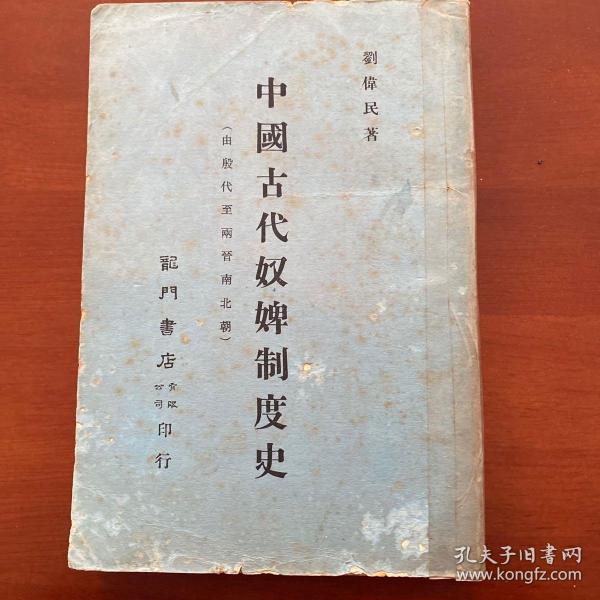 劉偉民著
中國古代奴婢制度史
（由殷代至兩晉南北朝）
龍門書店有限公司印行
孔夫子旧书网
www.kongfz.com